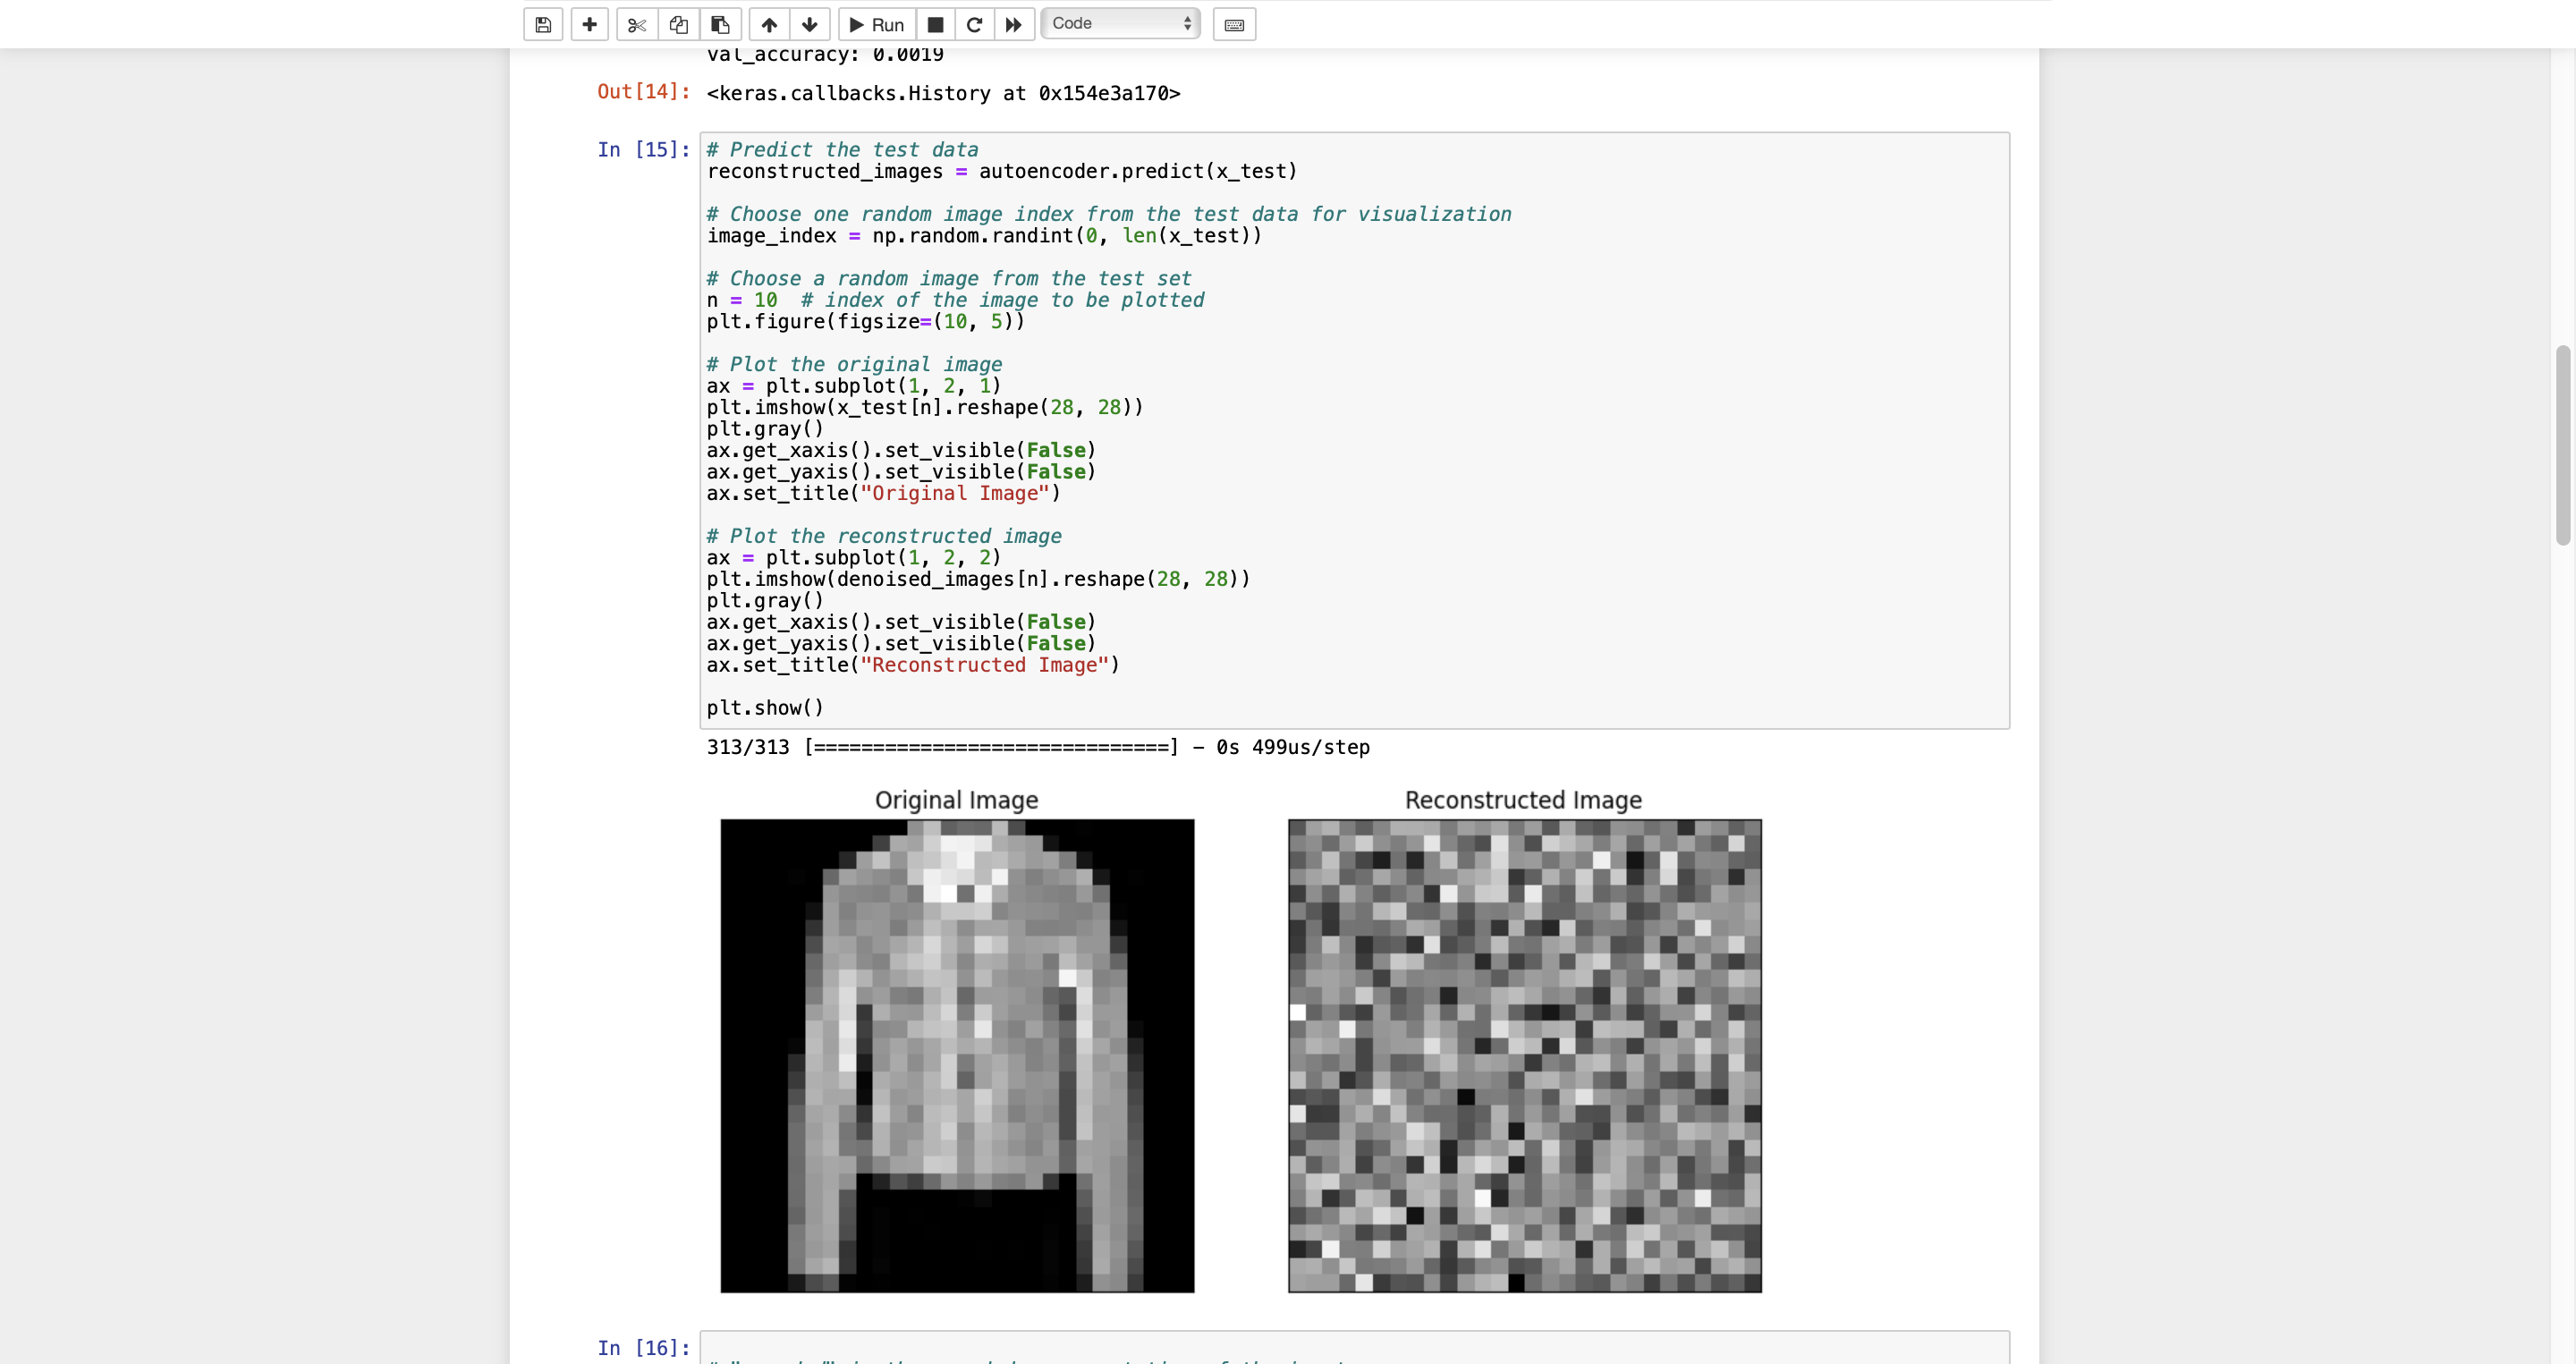 Run
Code
val_accuracy: 0.0019
Out[14]: <keras.callbacks.History at 0x154e3a170>
In [15]: # Predict the test data
reconstructed_images = autoencoder.predict(x_test)
# Choose one random image index from the test data for visualization
image_index = np.random.randint(0, len(x_test))
# Choose a random image from the test set
n = 10  # index of the image to be plotted
plt.figure(figsize=(10, 5))
# Plot the original image
ax = plt.subplot(1, 2, 1)
plt.imshow(x_test[n].reshape(28, 28))
plt.gray()
ax.get_xaxis().set_visible(False)
ax.get_yaxis().set_visible(False)
ax.set_title("Original Image")
# Plot the reconstructed image
ax = plt.subplot(1, 2, 2)
plt.imshow(denoised_images[n].reshape(28, 28))
plt.gray()
ax.get_xaxis().set_visible(False)
ax.get_yaxis().set_visible(False)
ax.set_title("Reconstructed Image")
plt.show()
313/313 [==============================] - 0s 499us/step
Original Image
Reconstructed Image
In [16]: